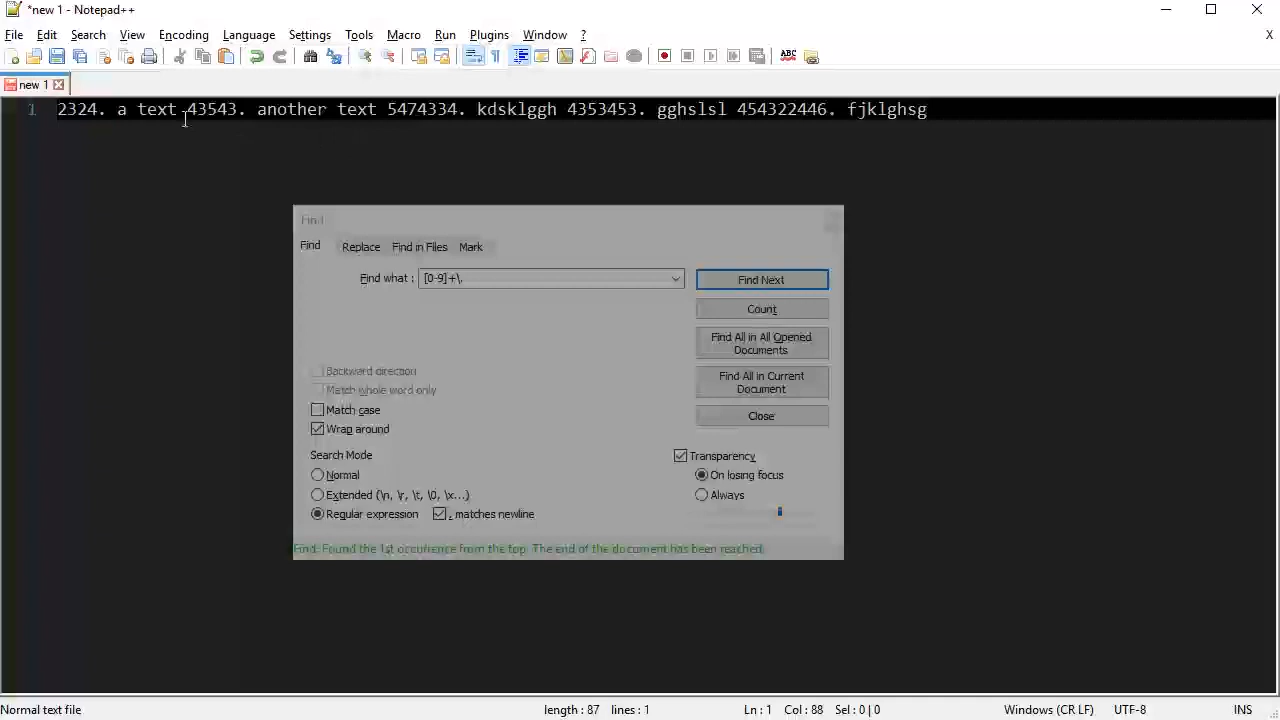 *new 1 - Notepad++
File Edit Search View Encoding Language Settings Tools Macro Run Plugins Window ? X
new 1
1 2324. a text 43543. another text 5474334. kdsklggh 4353453. gghslsl 454322446. fjklghsg
Find
Find Replace Find in Files Mark
Find what : [0-9]+\.
Find Next
Count
Find All in All Opened
Documents
Find All in Current
Document
Close
Backward direction
Match whole word only
Match case
Wrap around
Search Mode
Normal
Extended (\n, \r, \t, \0, \x...)
Regular expression . matches newline
Transparency
On losing focus
Always
Find: Found the 1st occurrence from the top. The end of the document has been reached.
Normal text file length : 87 lines : 1 Ln : 1 Col : 88 Sel : 0 | 0 Windows (CR LF) UTF-8 INS